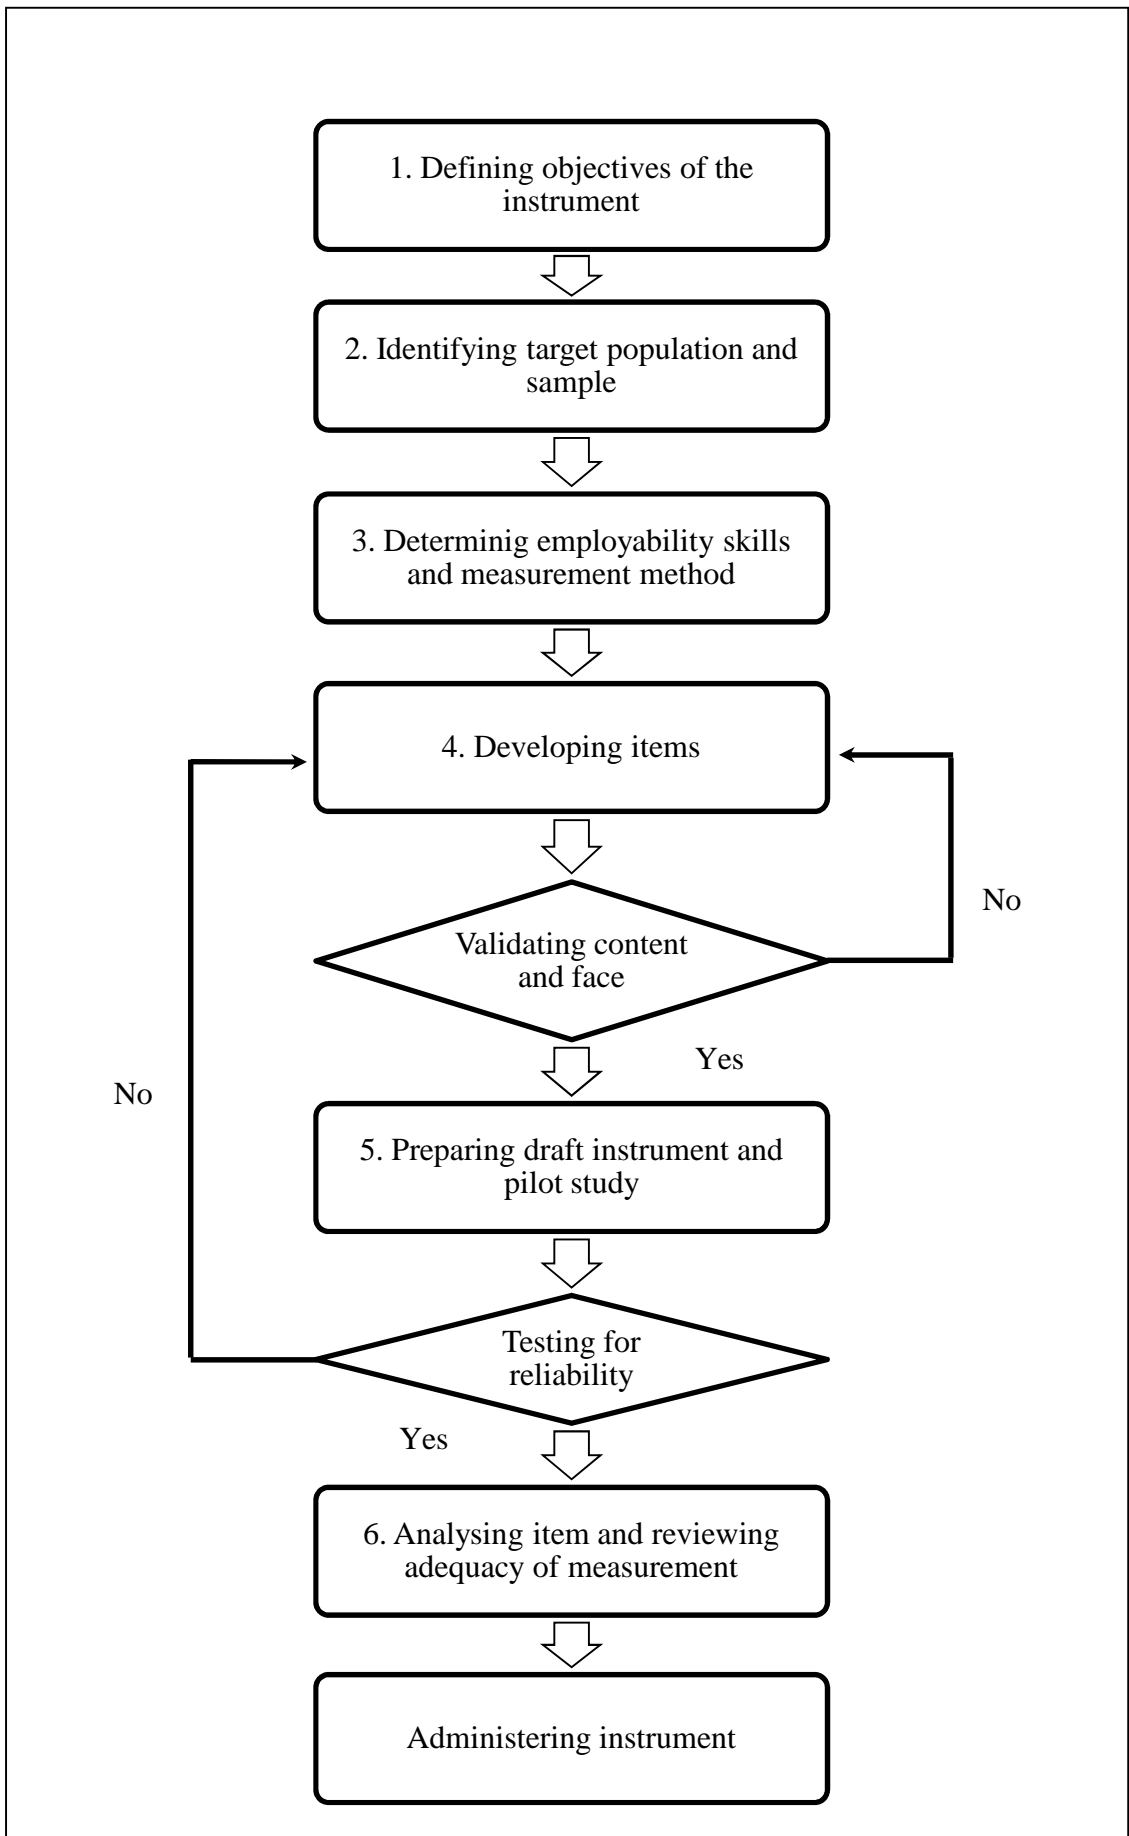 1. Defining objectives of the
instrument
2. Identifying target population and
sample
3. Determinig employability skills
and measurement method
4. Developing items
No
Validating content
and face
Yes
No
5. Preparing draft instrument and
pilot study
Testing for
reliability
Yes
6. Analysing item and reviewing
adequacy of measurement
Administering instrument